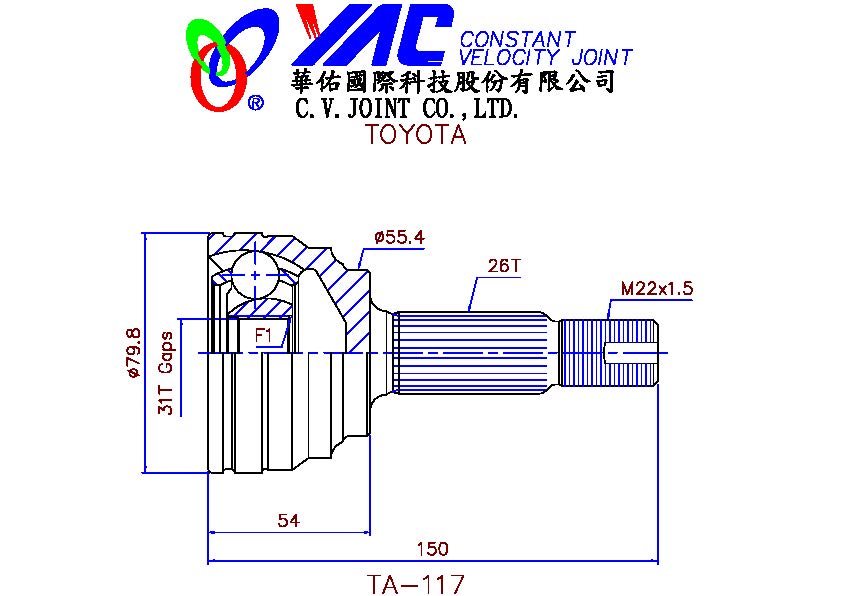 YAC CONSTANT
VELOCITY JOINT
華佑國際科技股份有限公司
®
C.V.JOINT CO.,LTD.
TOYOTA
ø55.4
26T
M22x1.5
F1
ø79.8
31T Gaps
54
150
TA-117